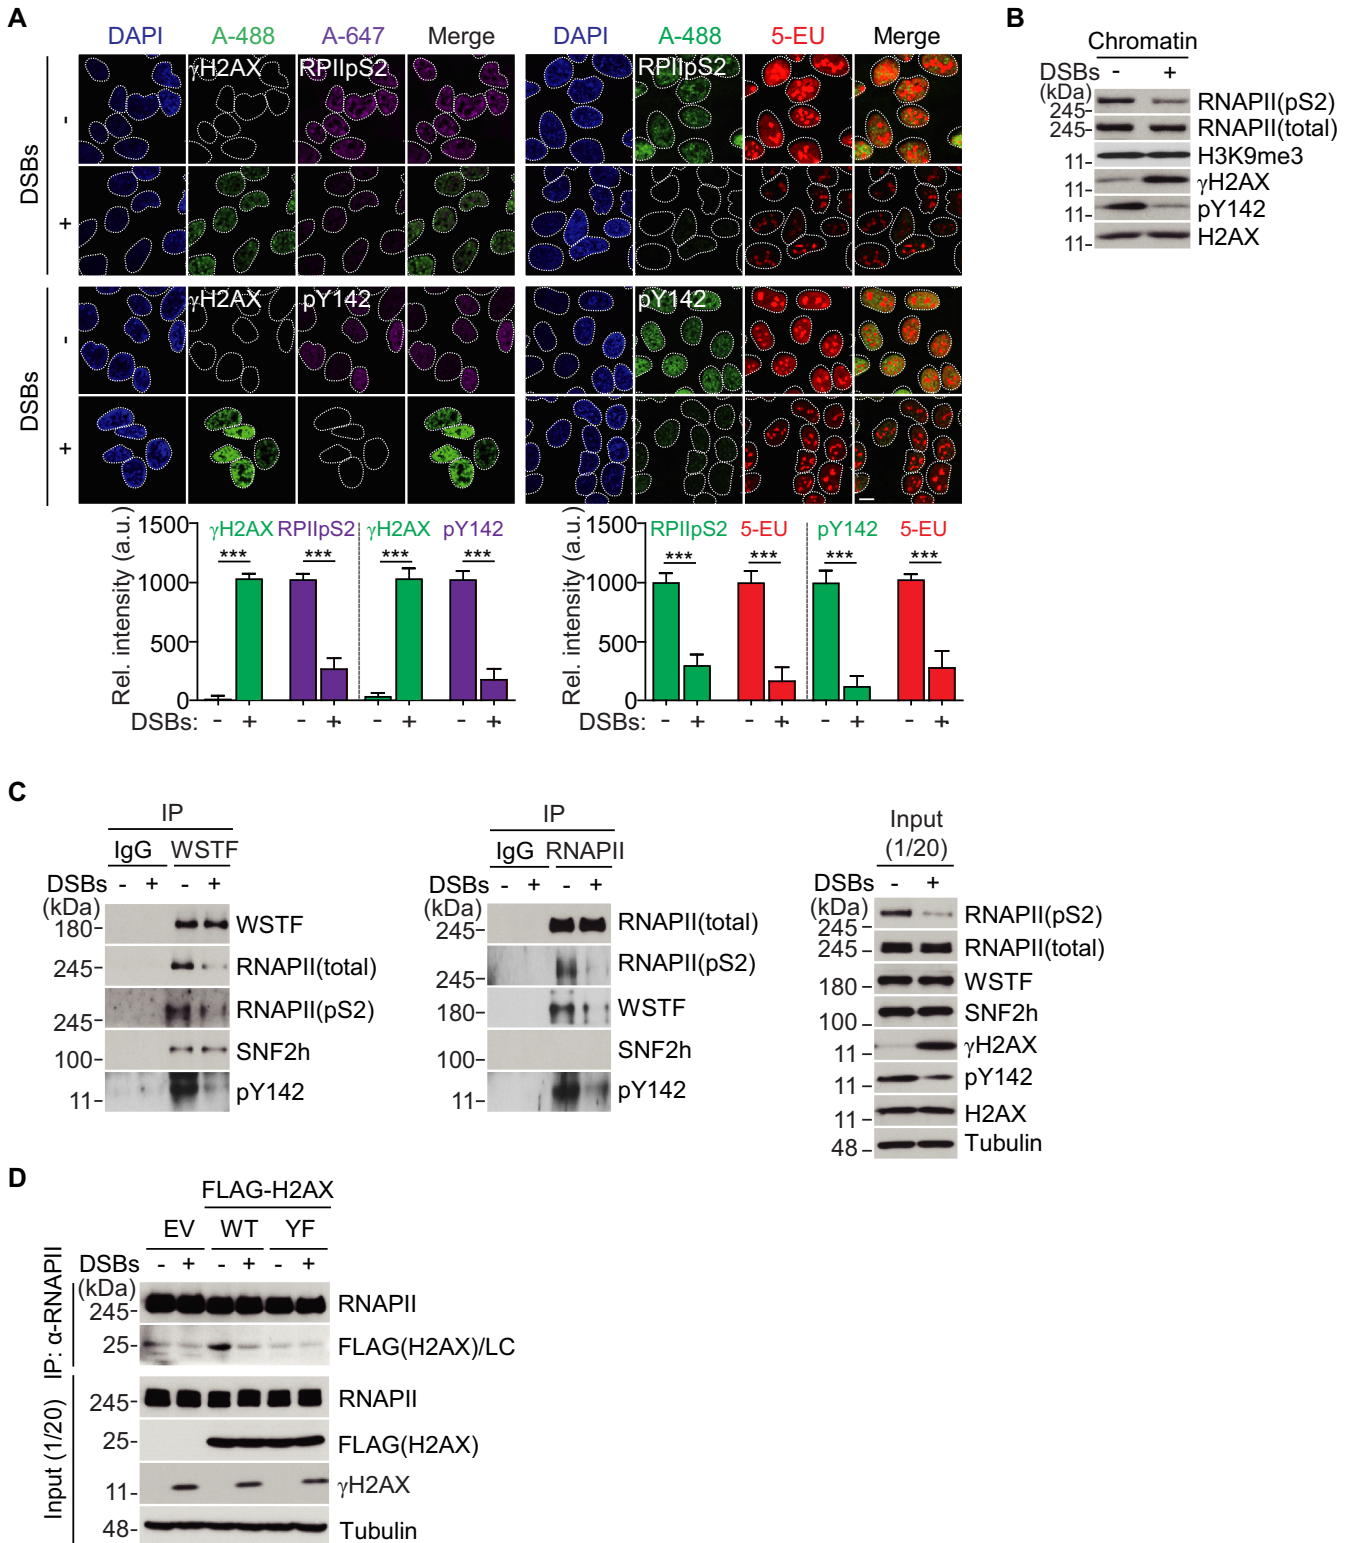 A
DAPI A-488 A-647 Merge DAPI A-488 5-EU Merge
DSBs
-
γH2AX RPIIpS2 RPIIpS2
+
DSBs
-
γH2AX pY142 pY142
+
Rel. intensity (a.u.)
1500
1000
500
0
γH2AX RPIIpS2 γH2AX pY142
*** *** *** ***
DSBs: - + - + - + - +
Rel. intensity (a.u.)
1500
1000
500
0
RPIIpS2 5-EU pY142 5-EU
*** *** *** ***
DSBs: - + - + - + - +
B
Chromatin
DSBs - +
(kDa)
245- RNAPII(pS2)
245- RNAPII(total)
11- H3K9me3
11- γH2AX
11- pY142
11- H2AX
C
IP
IgG WSTF
DSBs - + - +
(kDa)
180- WSTF
245- RNAPII(total)
245- RNAPII(pS2)
100- SNF2h
11- pY142
IP
IgG RNAPII
DSBs - + - +
(kDa)
245- RNAPII(total)
245- RNAPII(pS2)
180- WSTF
100- SNF2h
11- pY142
Input
(1/20)
DSBs - +
(kDa)
245- RNAPII(pS2)
245- RNAPII(total)
180- WSTF
100- SNF2h
11- γH2AX
11- pY142
11- H2AX
48- Tubulin
D
FLAG-H2AX
EV WT YF
DSBs - + - + - +
(kDa)
IP: α-RNAPII
245- RNAPII
25- FLAG(H2AX)/LC
Input (1/20)
245- RNAPII
25- FLAG(H2AX)
11- γH2AX
48- Tubulin